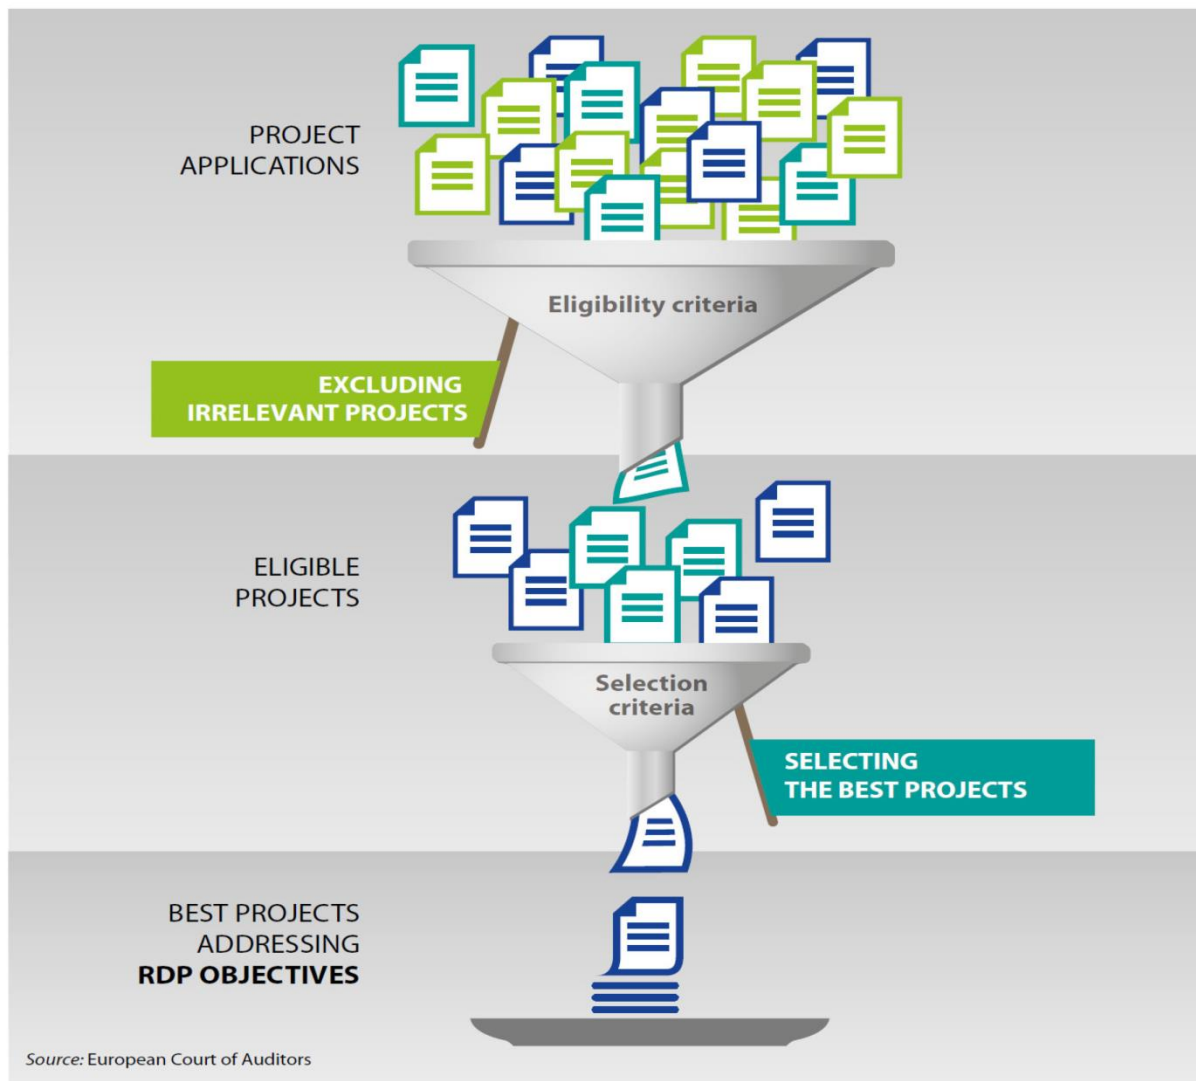 PROJECT
APPLICATIONS
Eligibility criteria
EXCLUDING
IRRELEVANT PROJECTS
ELIGIBLE
PROJECTS
Selection
criteria
SELECTING
THE BEST PROJECTS
BEST PROJECTS
ADDRESSING
RDP OBJECTIVES
Source: European Court of Auditors